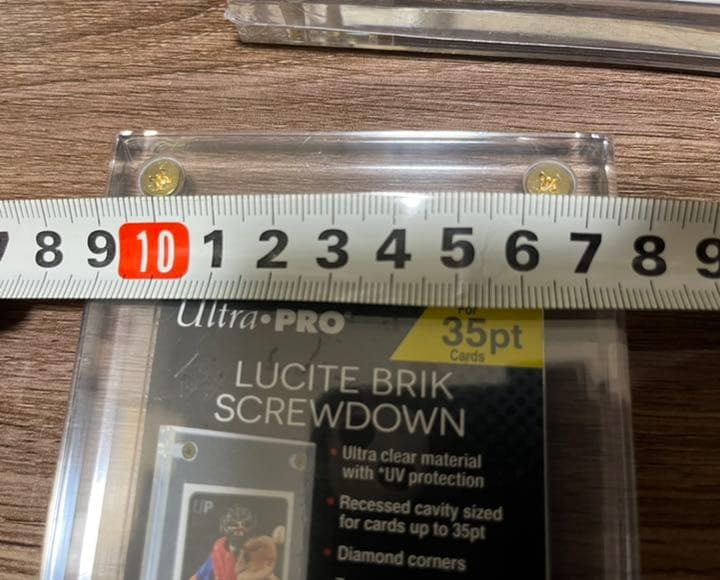 7 8 9 10 1 2 3 4 5 6 7 8 9
Ultra•PRO®
For
35pt
Cards
LUCITE BRIK
SCREWDOWN
• Ultra clear material
with *UV protection
• Recessed cavity sized
for cards up to 35pt
• Diamond corners
UP